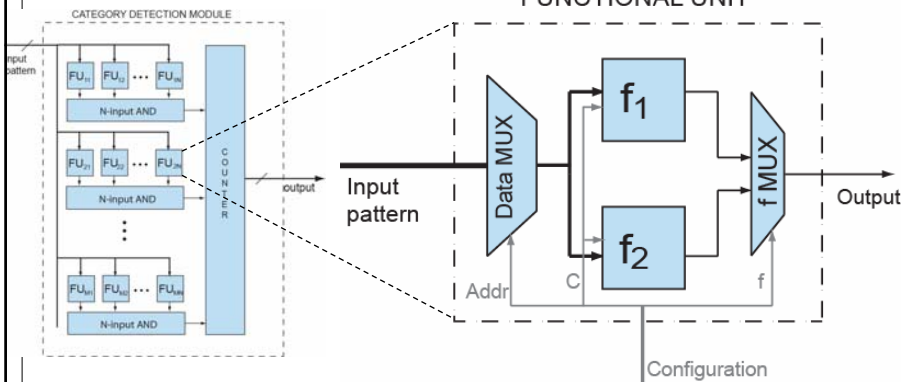 CATEGORY DETECTION MODULE
Input
pattern
FU11 FU12 ••• FU1N
N-input AND
FU21 FU22 ••• FU2N
N-input AND
FUM1 FUM2 ••• FUMN
N-input AND
COUNTER
output
FUNCTIONAL UNIT
Input
pattern
Data MUX
f1
f2
f MUX
Output
Addr
C
f
Configuration